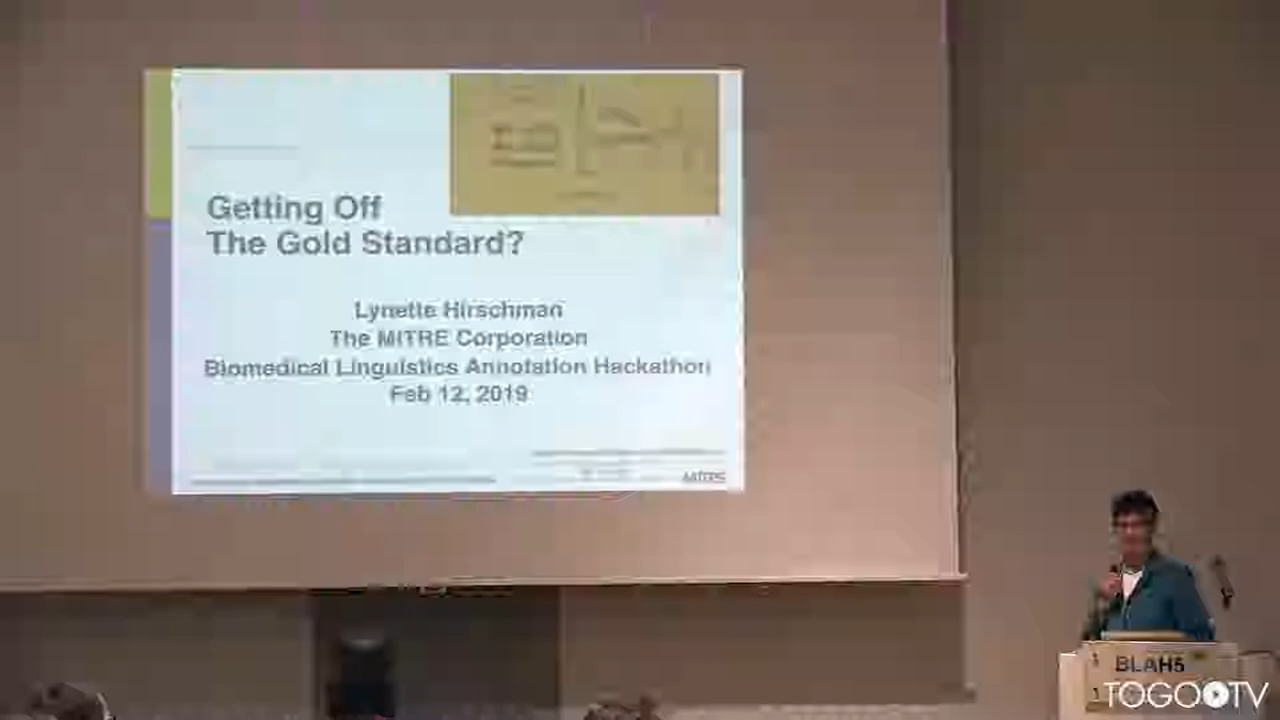 Getting Off
The Gold Standard?
Lynette Hirschman
The MITRE Corporation
Biomedical Linguistics Annotation Hackathon
Feb 12, 2019
MITRE
BLAH5
TOGOTV